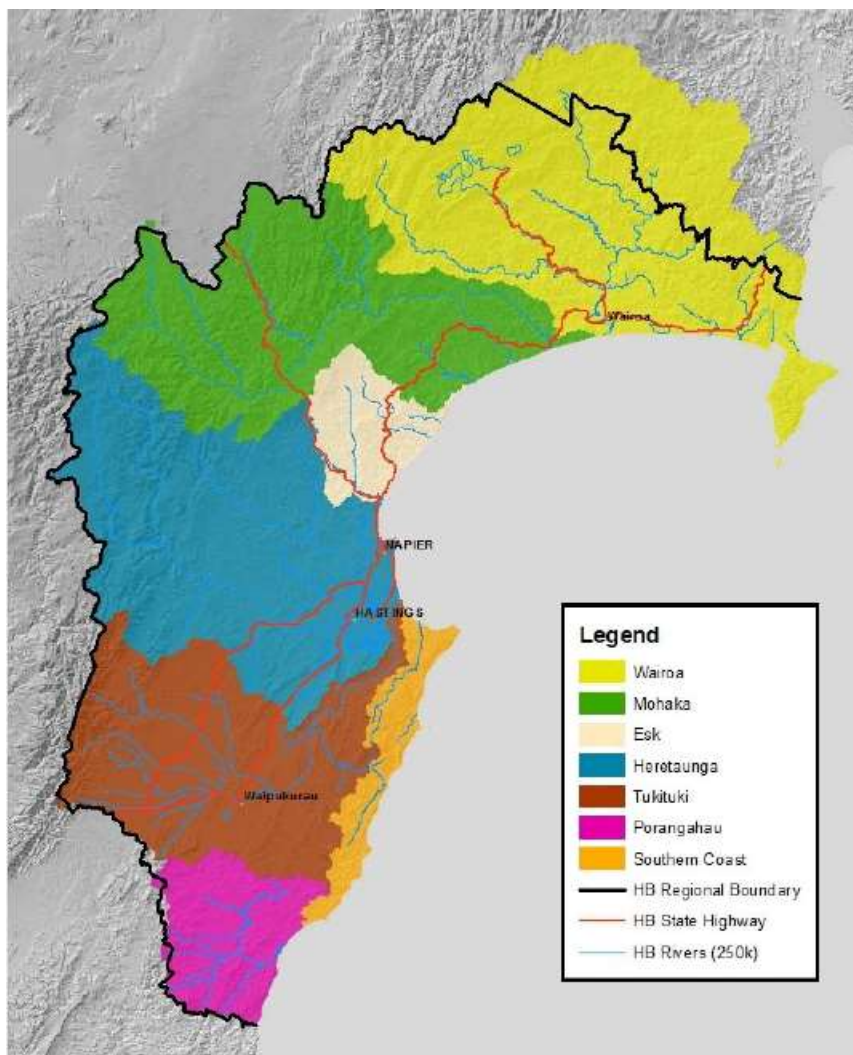 Wairoa
NAPIER
HASTINGS
Waipukurau
Legend
Wairoa
Mohaka
Esk
Heretaunga
Tukituki
Porangahau
Southern Coast
HB Regional Boundary
HB State Highway
HB Rivers (250k)